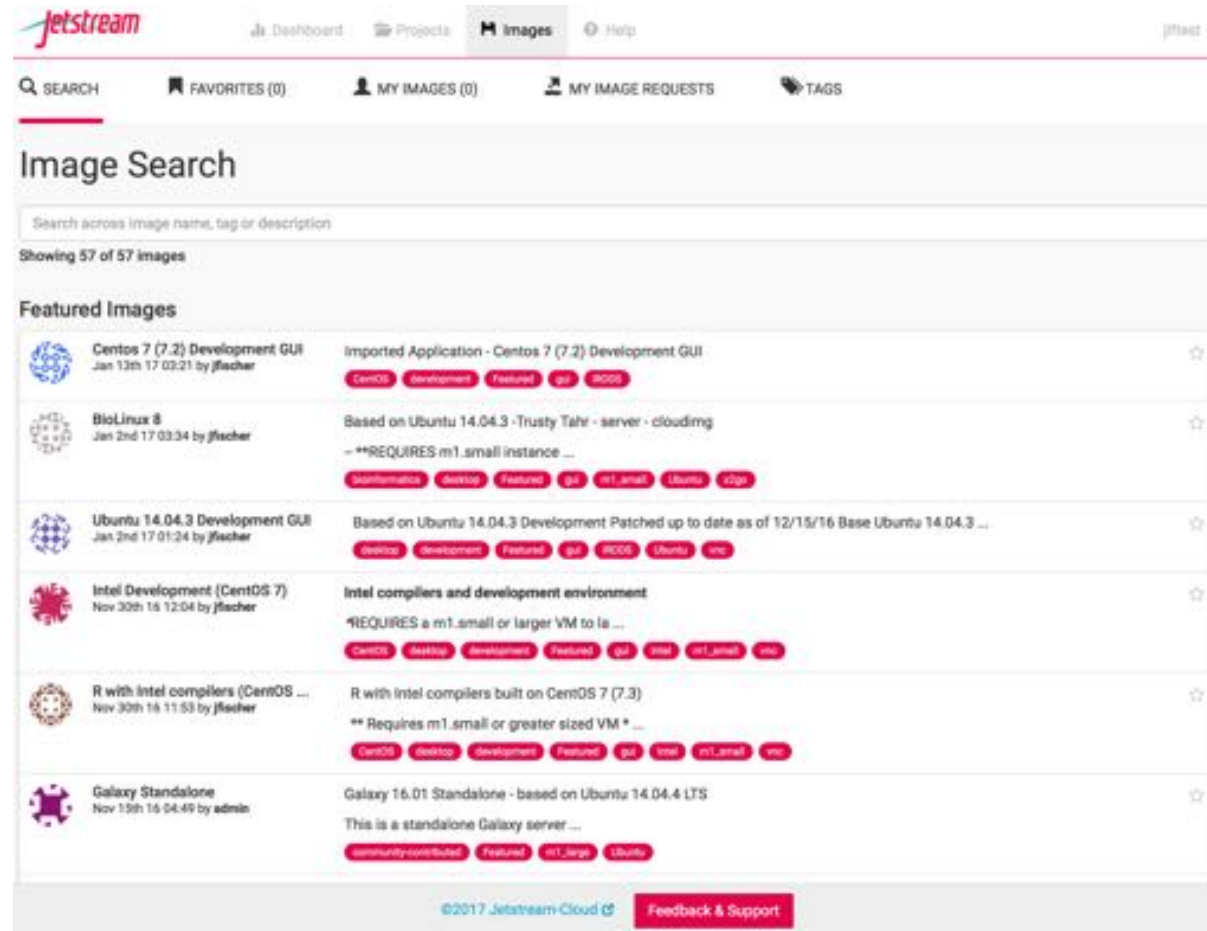 Jetstream
Dashboard Projects Images Help jlftest
SEARCH FAVORITES (0) MY IMAGES (0) MY IMAGE REQUESTS TAGS
Image Search
Search across image name, tag or description
Showing 57 of 57 images
Featured Images
Centos 7 (7.2) Development GUI
Jan 13th 17 03:21 by jfischer
Imported Application - Centos 7 (7.2) Development GUI
CentOS development Featured gui iRODS
BioLinux 8
Jan 2nd 17 03:34 by jfischer
Based on Ubuntu 14.04.3 -Trusty Tahr - server - cloudimg
– **REQUIRES m1.small instance ...
bioinformatics desktop Featured gui m1_small Ubuntu x2go
Ubuntu 14.04.3 Development GUI
Jan 2nd 17 01:24 by jfischer
Based on Ubuntu 14.04.3 Development Patched up to date as of 12/15/16 Base Ubuntu 14.04.3 ...
desktop development Featured gui iRODS Ubuntu vnc
Intel Development (CentOS 7)
Nov 30th 16 12:04 by jfischer
Intel compilers and development environment
*REQUIRES a m1.small or larger VM to la ...
CentOS desktop development Featured gui Intel m1_small vnc
R with Intel compilers (CentOS ...
Nov 30th 16 11:53 by jfischer
R with Intel compilers built on CentOS 7 (7.3)
** Requires m1.small or greater sized VM * ...
CentOS desktop development Featured gui Intel m1_small vnc
Galaxy Standalone
Nov 15th 16 04:49 by admin
Galaxy 16.01 Standalone - based on Ubuntu 14.04.4 LTS
This is a standalone Galaxy server ...
community-contributed Featured m1_large Ubuntu
©2017 Jetstream-Cloud Feedback & Support